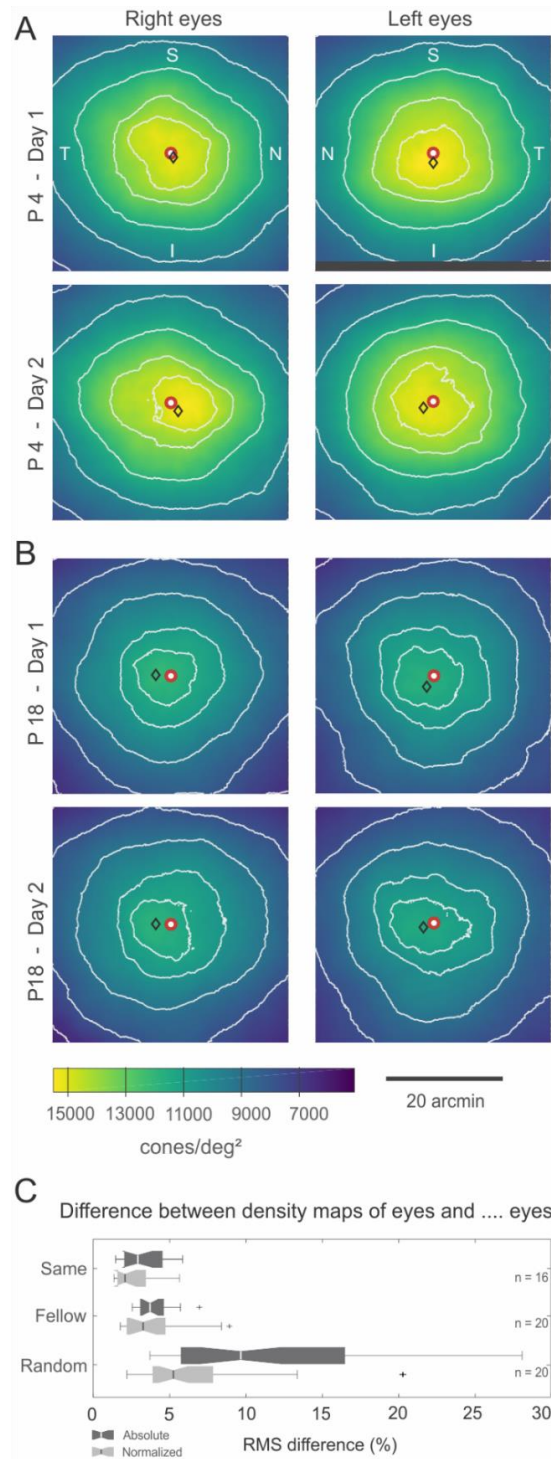 A
Right eyes
Left eyes
P 4 - Day 1
S
T
N
I
S
N
T
I
P 4 - Day 2
B
P18 - Day 1
P18 - Day 2
15000 13000 11000 9000 7000
cones/deg²
20 arcmin
C
Difference between density maps of eyes and .... eyes
Same
n = 16
Fellow
n = 20
Random
n = 20
0 5 10 15 20 25 30
Absolute
Normalized
RMS difference (%)